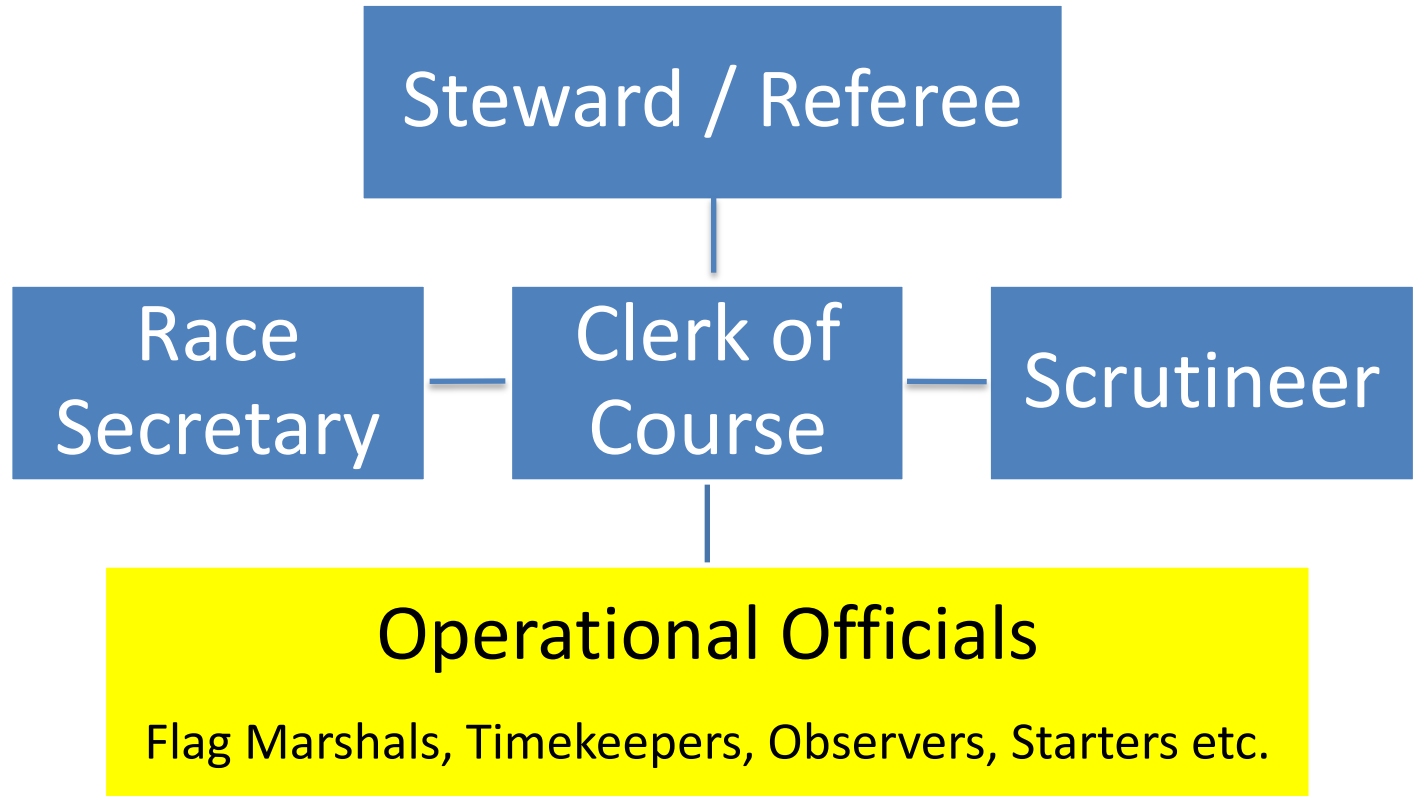 Steward / Referee
Race
Secretary
Clerk of
Course
Scrutineer
Operational Officials
Flag Marshals, Timekeepers, Observers, Starters etc.